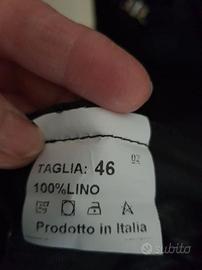 TAGLIA: 46
100%LINO
A
Prodotto in Italia
subito